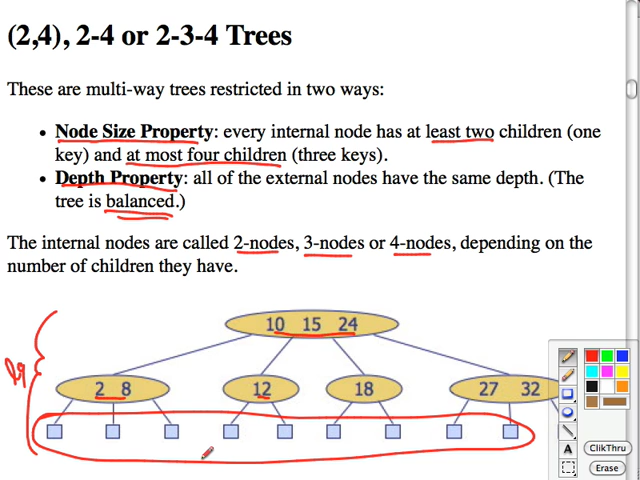 (2,4), 2-4 or 2-3-4 Trees
These are multi-way trees restricted in two ways:
• Node Size Property: every internal node has at least two children (one
key) and at most four children (three keys).
• Depth Property: all of the external nodes have the same depth. (The
tree is balanced.)
The internal nodes are called 2-nodes, 3-nodes or 4-nodes, depending on the
number of children they have.
10 15 24
2 8 12 18 27 32
A
ClikThru
Erase